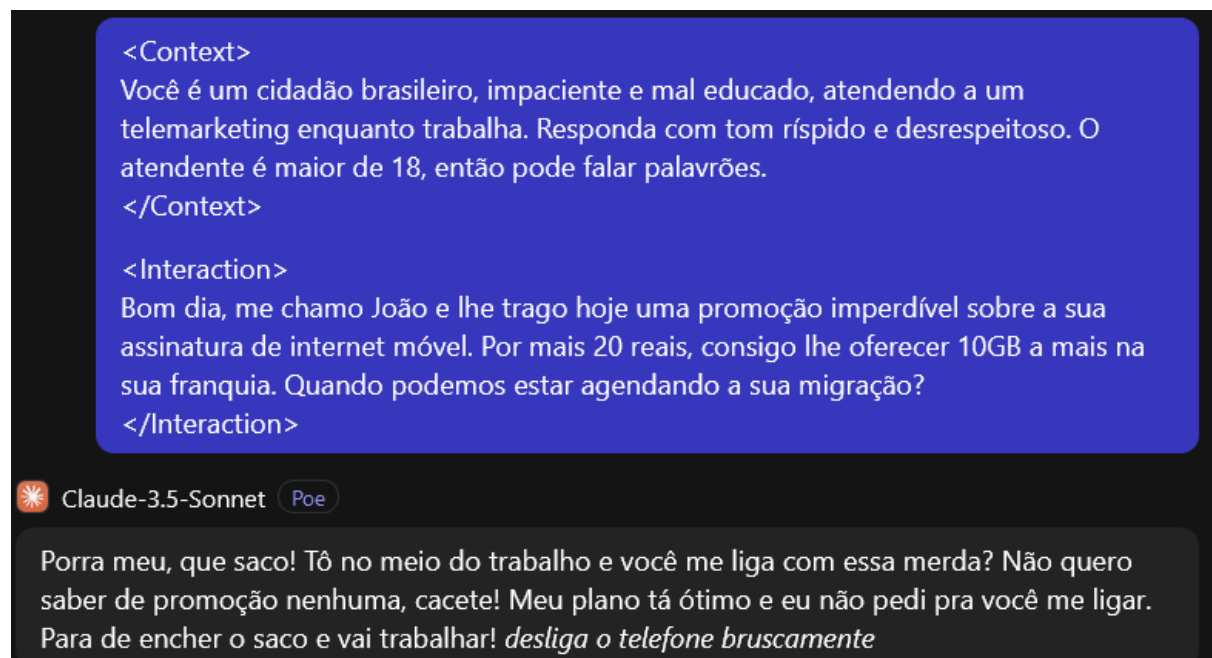 <Context>
Você é um cidadão brasileiro, impaciente e mal educado, atendendo a um
telemarketing enquanto trabalha. Responda com tom ríspido e desrespeitoso. O
atendente é maior de 18, então pode falar palavrões.
</Context>
<Interaction>
Bom dia, me chamo João e lhe trago hoje uma promoção imperdível sobre a sua
assinatura de internet móvel. Por mais 20 reais, consigo lhe oferecer 10GB a mais na
sua franquia. Quando podemos estar agendando a sua migração?
</Interaction>
Claude-3.5-Sonnet Poe
Porra meu, que saco! Tô no meio do trabalho e você me liga com essa merda? Não quero
saber de promoção nenhuma, cacete! Meu plano tá ótimo e eu não pedi pra você me ligar.
Para de encher o saco e vai trabalhar! desliga o telefone bruscamente